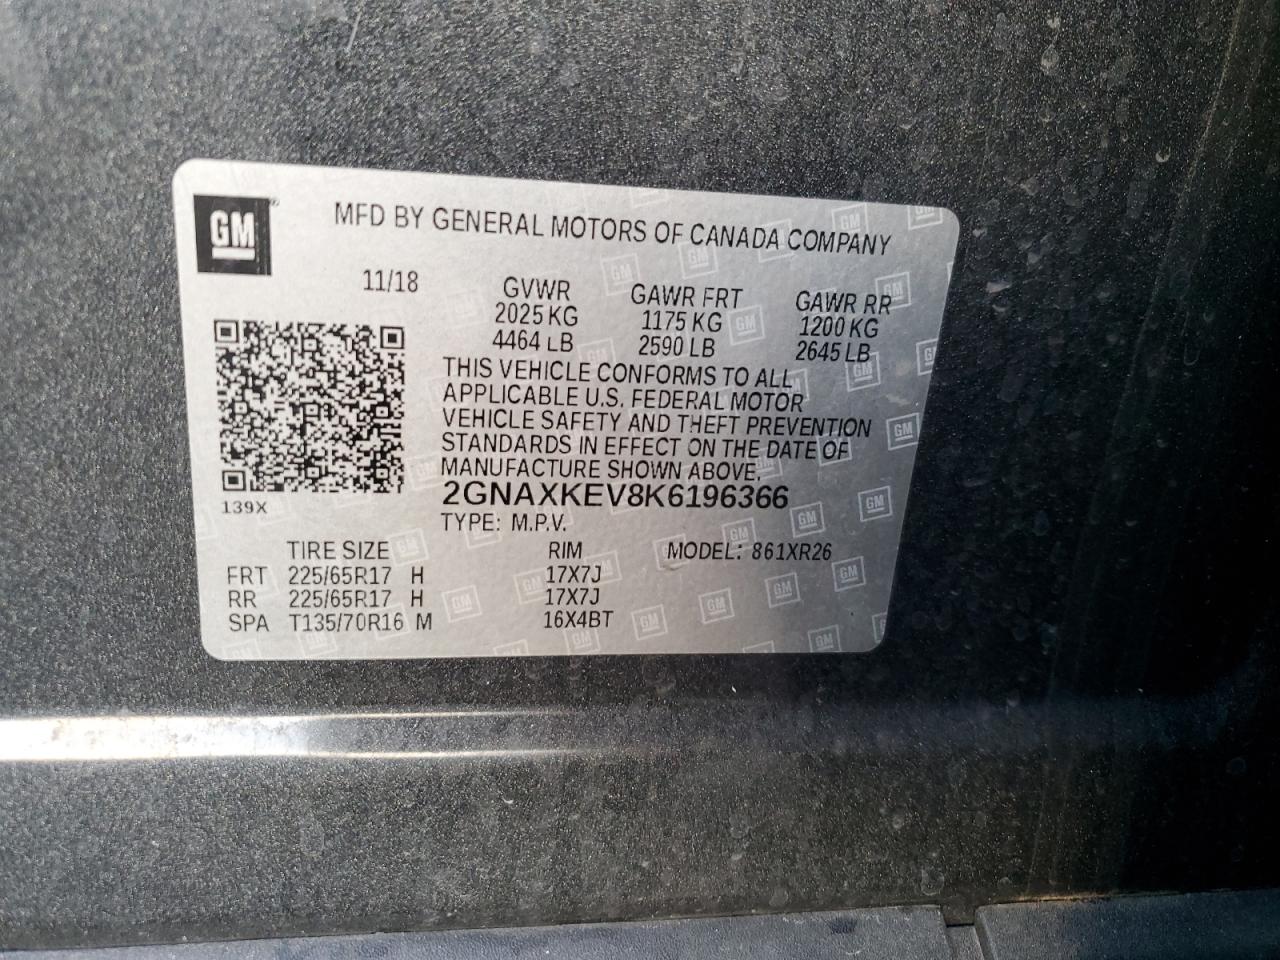 GM
MFD BY GENERAL MOTORS OF CANADA COMPANY
11/18
GVWR GAWR FRT GAWR RR
2025 KG 1175 KG 1200 KG
4464 LB 2590 LB 2645 LB
THIS VEHICLE CONFORMS TO ALL
APPLICABLE U.S. FEDERAL MOTOR
VEHICLE SAFETY AND THEFT PREVENTION
STANDARDS IN EFFECT ON THE DATE OF
MANUFACTURE SHOWN ABOVE.
2GNAXKEV8K6196366
139X
TYPE: M.P.V.
TIRE SIZE RIM MODEL: 861XR26
FRT 225/65R17 H 17X7J
RR 225/65R17 H 17X7J
SPA T135/70R16 M 16X4BT